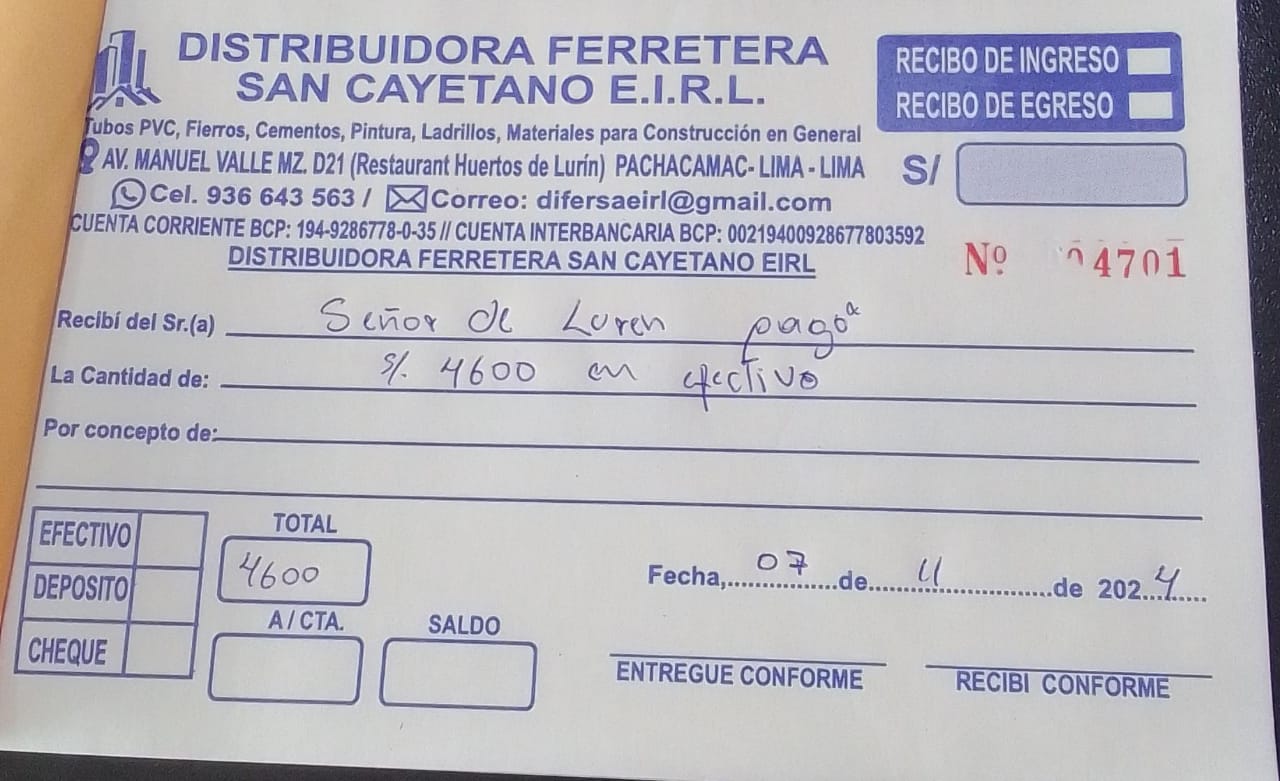 DISTRIBUIDORA FERRETERA
SAN CAYETANO E.I.R.L.
Tubos PVC, Fierros, Cementos, Pintura, Ladrillos, Materiales para Construcción en General
AV. MANUEL VALLE MZ. D21 (Restaurant Huertos de Lurín) PACHACAMAC- LIMA - LIMA
Cel. 936 643 563 / Correo: difersaeirl@gmail.com
CUENTA CORRIENTE BCP: 194-9286778-0-35 // CUENTA INTERBANCARIA BCP: 00219400928677803592
DISTRIBUIDORA FERRETERA SAN CAYETANO EIRL
RECIBO DE INGRESO
RECIBO DE EGRESO
S/
Nº 04701
Recibí del Sr.(a) Señor de Luren pago
La Cantidad de: S/. 4600 en efectivo
Por concepto de:
EFECTIVO
DEPOSITO
CHEQUE
TOTAL
4600
A / CTA.
SALDO
Fecha, 07 de 11 de 2024
ENTREGUE CONFORME
RECIBI CONFORME